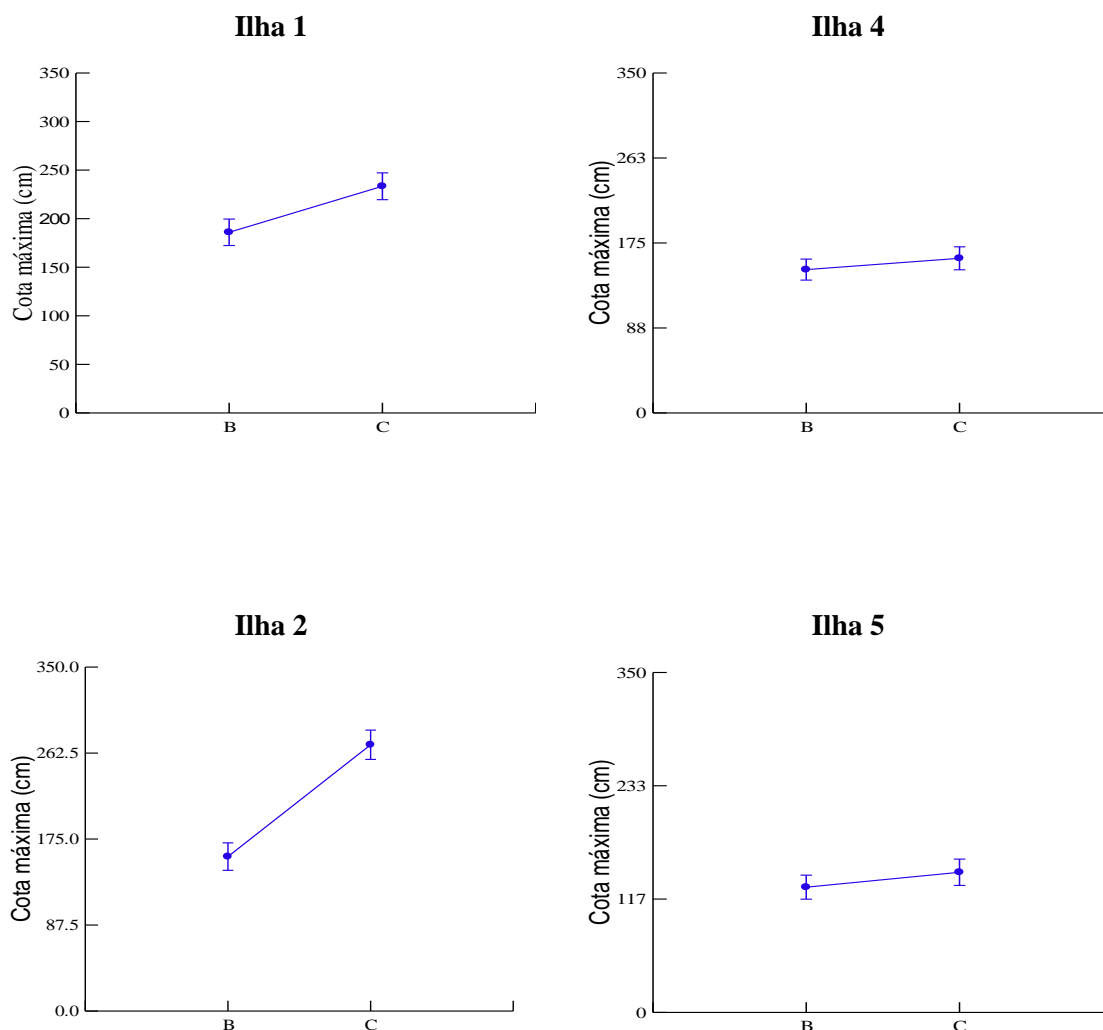 Ilha 1
350
300
250
200
150
100
50
0
Cota máxima (cm)
B C
Ilha 4
350
263
175
88
0
Cota máxima (cm)
B C
Ilha 2
350.0
262.5
175.0
87.5
0.0
Cota máxima (cm)
B C
Ilha 5
350
233
117
0
Cota máxima (cm)
B C